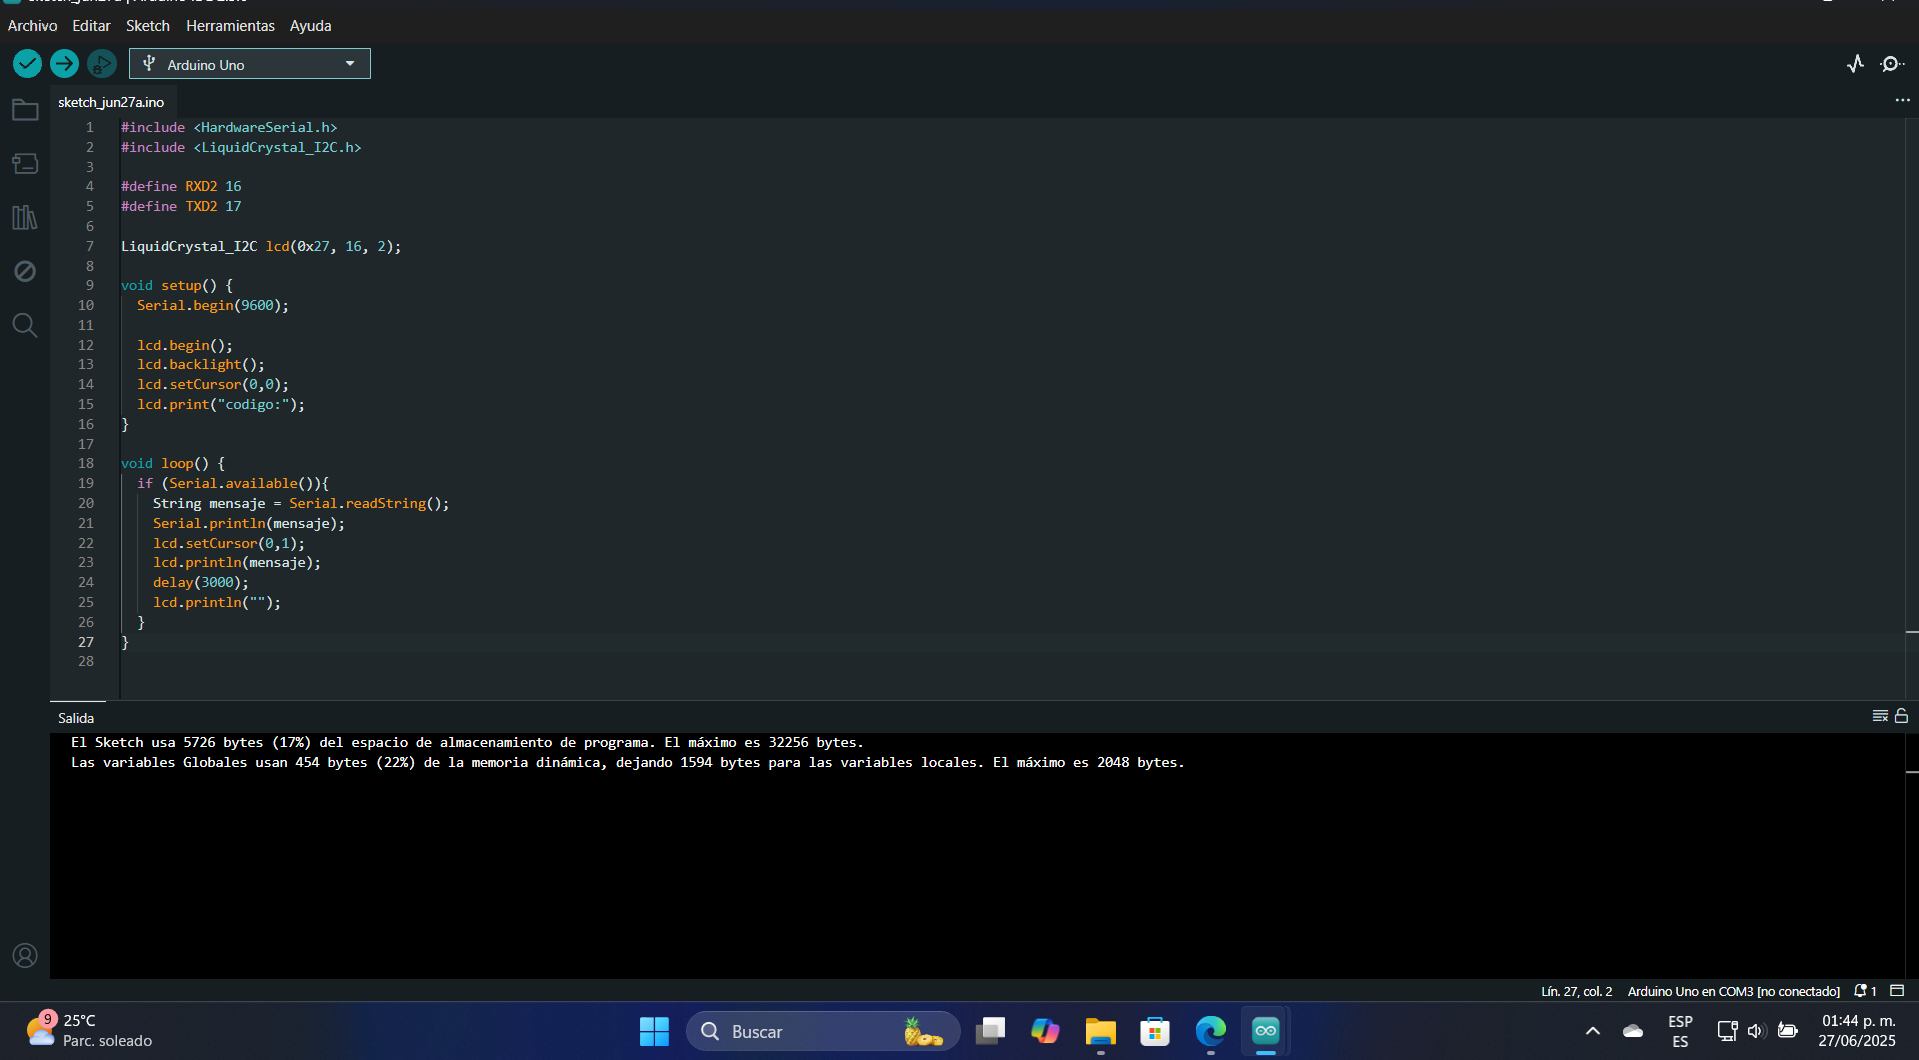 Archivo Editar Sketch Herramientas Ayuda
Arduino Uno
sketch_jun27a.ino
1 #include <HardwareSerial.h>
2 #include <LiquidCrystal_I2C.h>
3
4 #define RXD2 16
5 #define TXD2 17
6
7 LiquidCrystal_I2C lcd(0x27, 16, 2);
8
9 void setup() {
10 Serial.begin(9600);
11
12 lcd.begin();
13 lcd.backlight();
14 lcd.setCursor(0,0);
15 lcd.print("codigo:");
16 }
17
18 void loop() {
19 if (Serial.available()){
20 String mensaje = Serial.readString();
21 Serial.println(mensaje);
22 lcd.setCursor(0,1);
23 lcd.println(mensaje);
24 delay(3000);
25 lcd.println("");
26 }
27 }
28
Salida
El Sketch usa 5726 bytes (17%) del espacio de almacenamiento de programa. El máximo es 32256 bytes.
Las variables Globales usan 454 bytes (22%) de la memoria dinámica, dejando 1594 bytes para las variables locales. El máximo es 2048 bytes.
Lín. 27, col. 2 Arduino Uno en COM3 [no conectado] 1
9
25°C
Parc. soleado
Buscar
ESP
ES
01:44 p. m.
27/06/2025